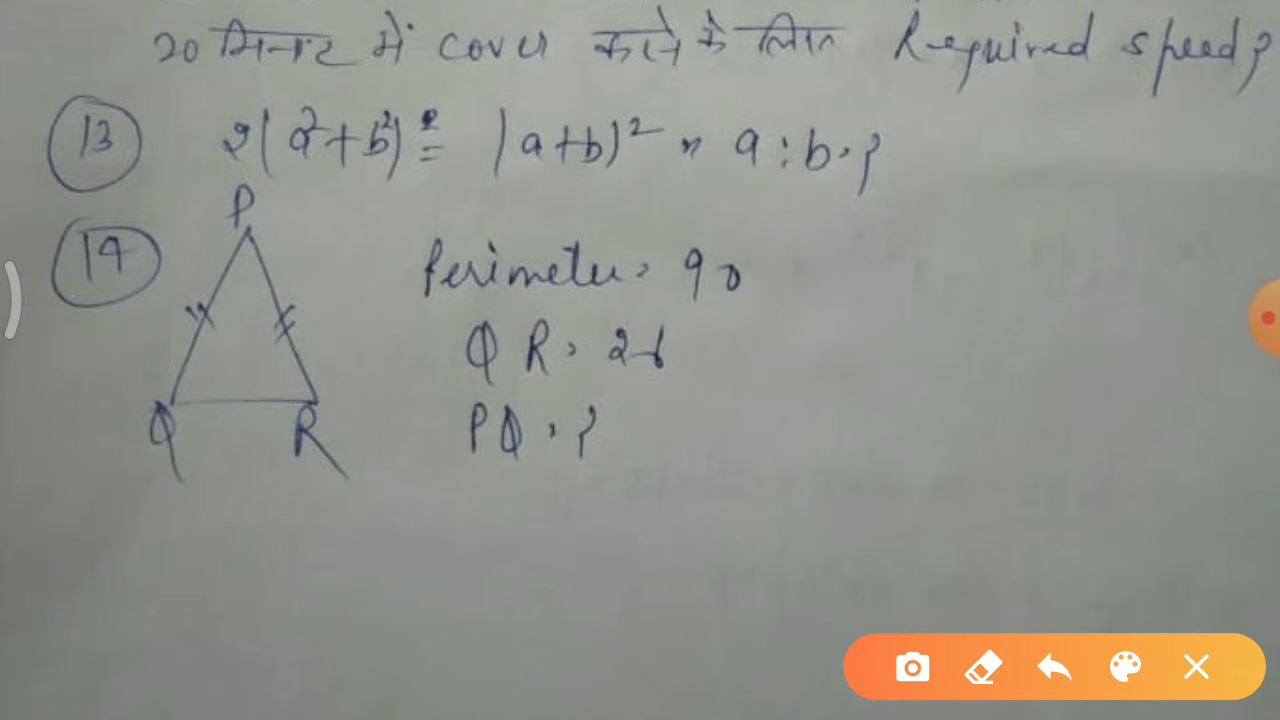 20 मिनट में cover करने के लिए Required speed?
13 2(a²+b²) = (a+b)² , a:b = ?
14 P
Perimeter = 90
QR = 26
PQ = ?
Q R